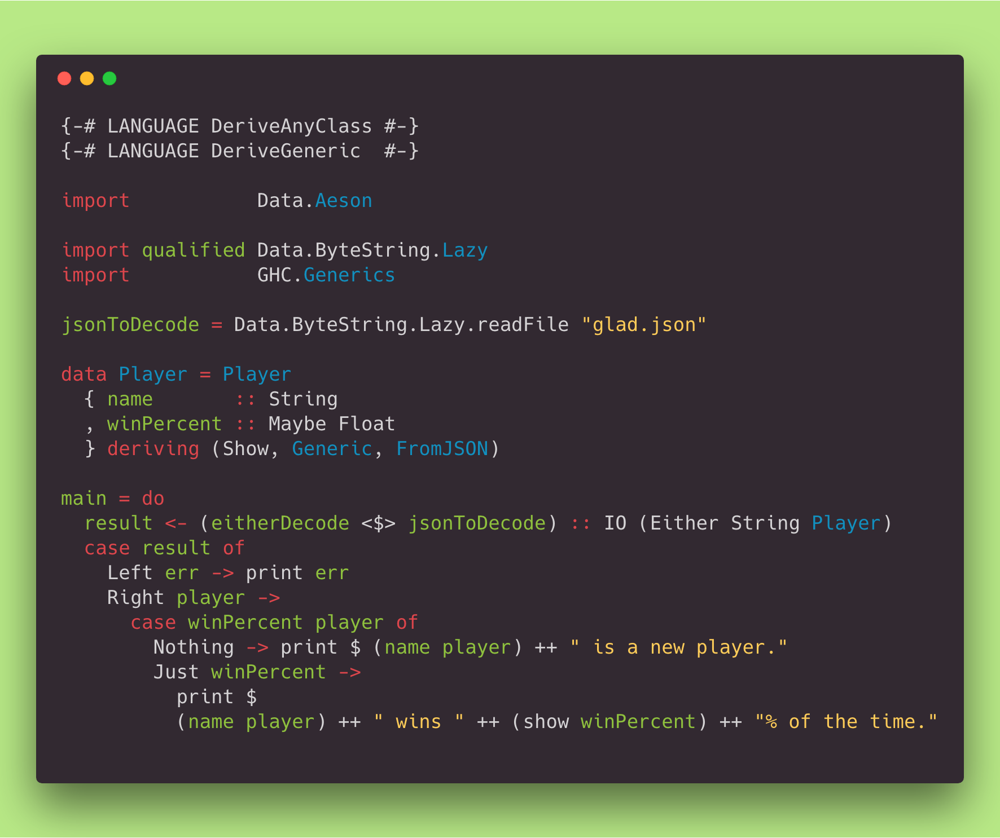 {-# LANGUAGE DeriveAnyClass #-}
{-# LANGUAGE DeriveGeneric  #-}

import           Data.Aeson

import qualified Data.ByteString.Lazy
import           GHC.Generics

jsonToDecode = Data.ByteString.Lazy.readFile "glad.json"

data Player = Player
  { name       :: String
  , winPercent :: Maybe Float
  } deriving (Show, Generic, FromJSON)

main = do
  result <- (eitherDecode <$> jsonToDecode) :: IO (Either String Player)
  case result of
    Left err -> print err
    Right player ->
      case winPercent player of
        Nothing -> print $ (name player) ++ " is a new player."
        Just winPercent ->
          print $
          (name player) ++ " wins " ++ (show winPercent) ++ "% of the time."